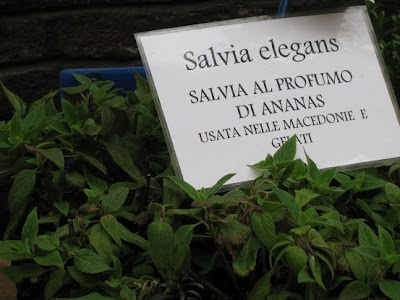 Salvia elegans
SALVIA AL PROFUMO
DI ANANAS
USATA NELLE MACEDONIE E
GELATI